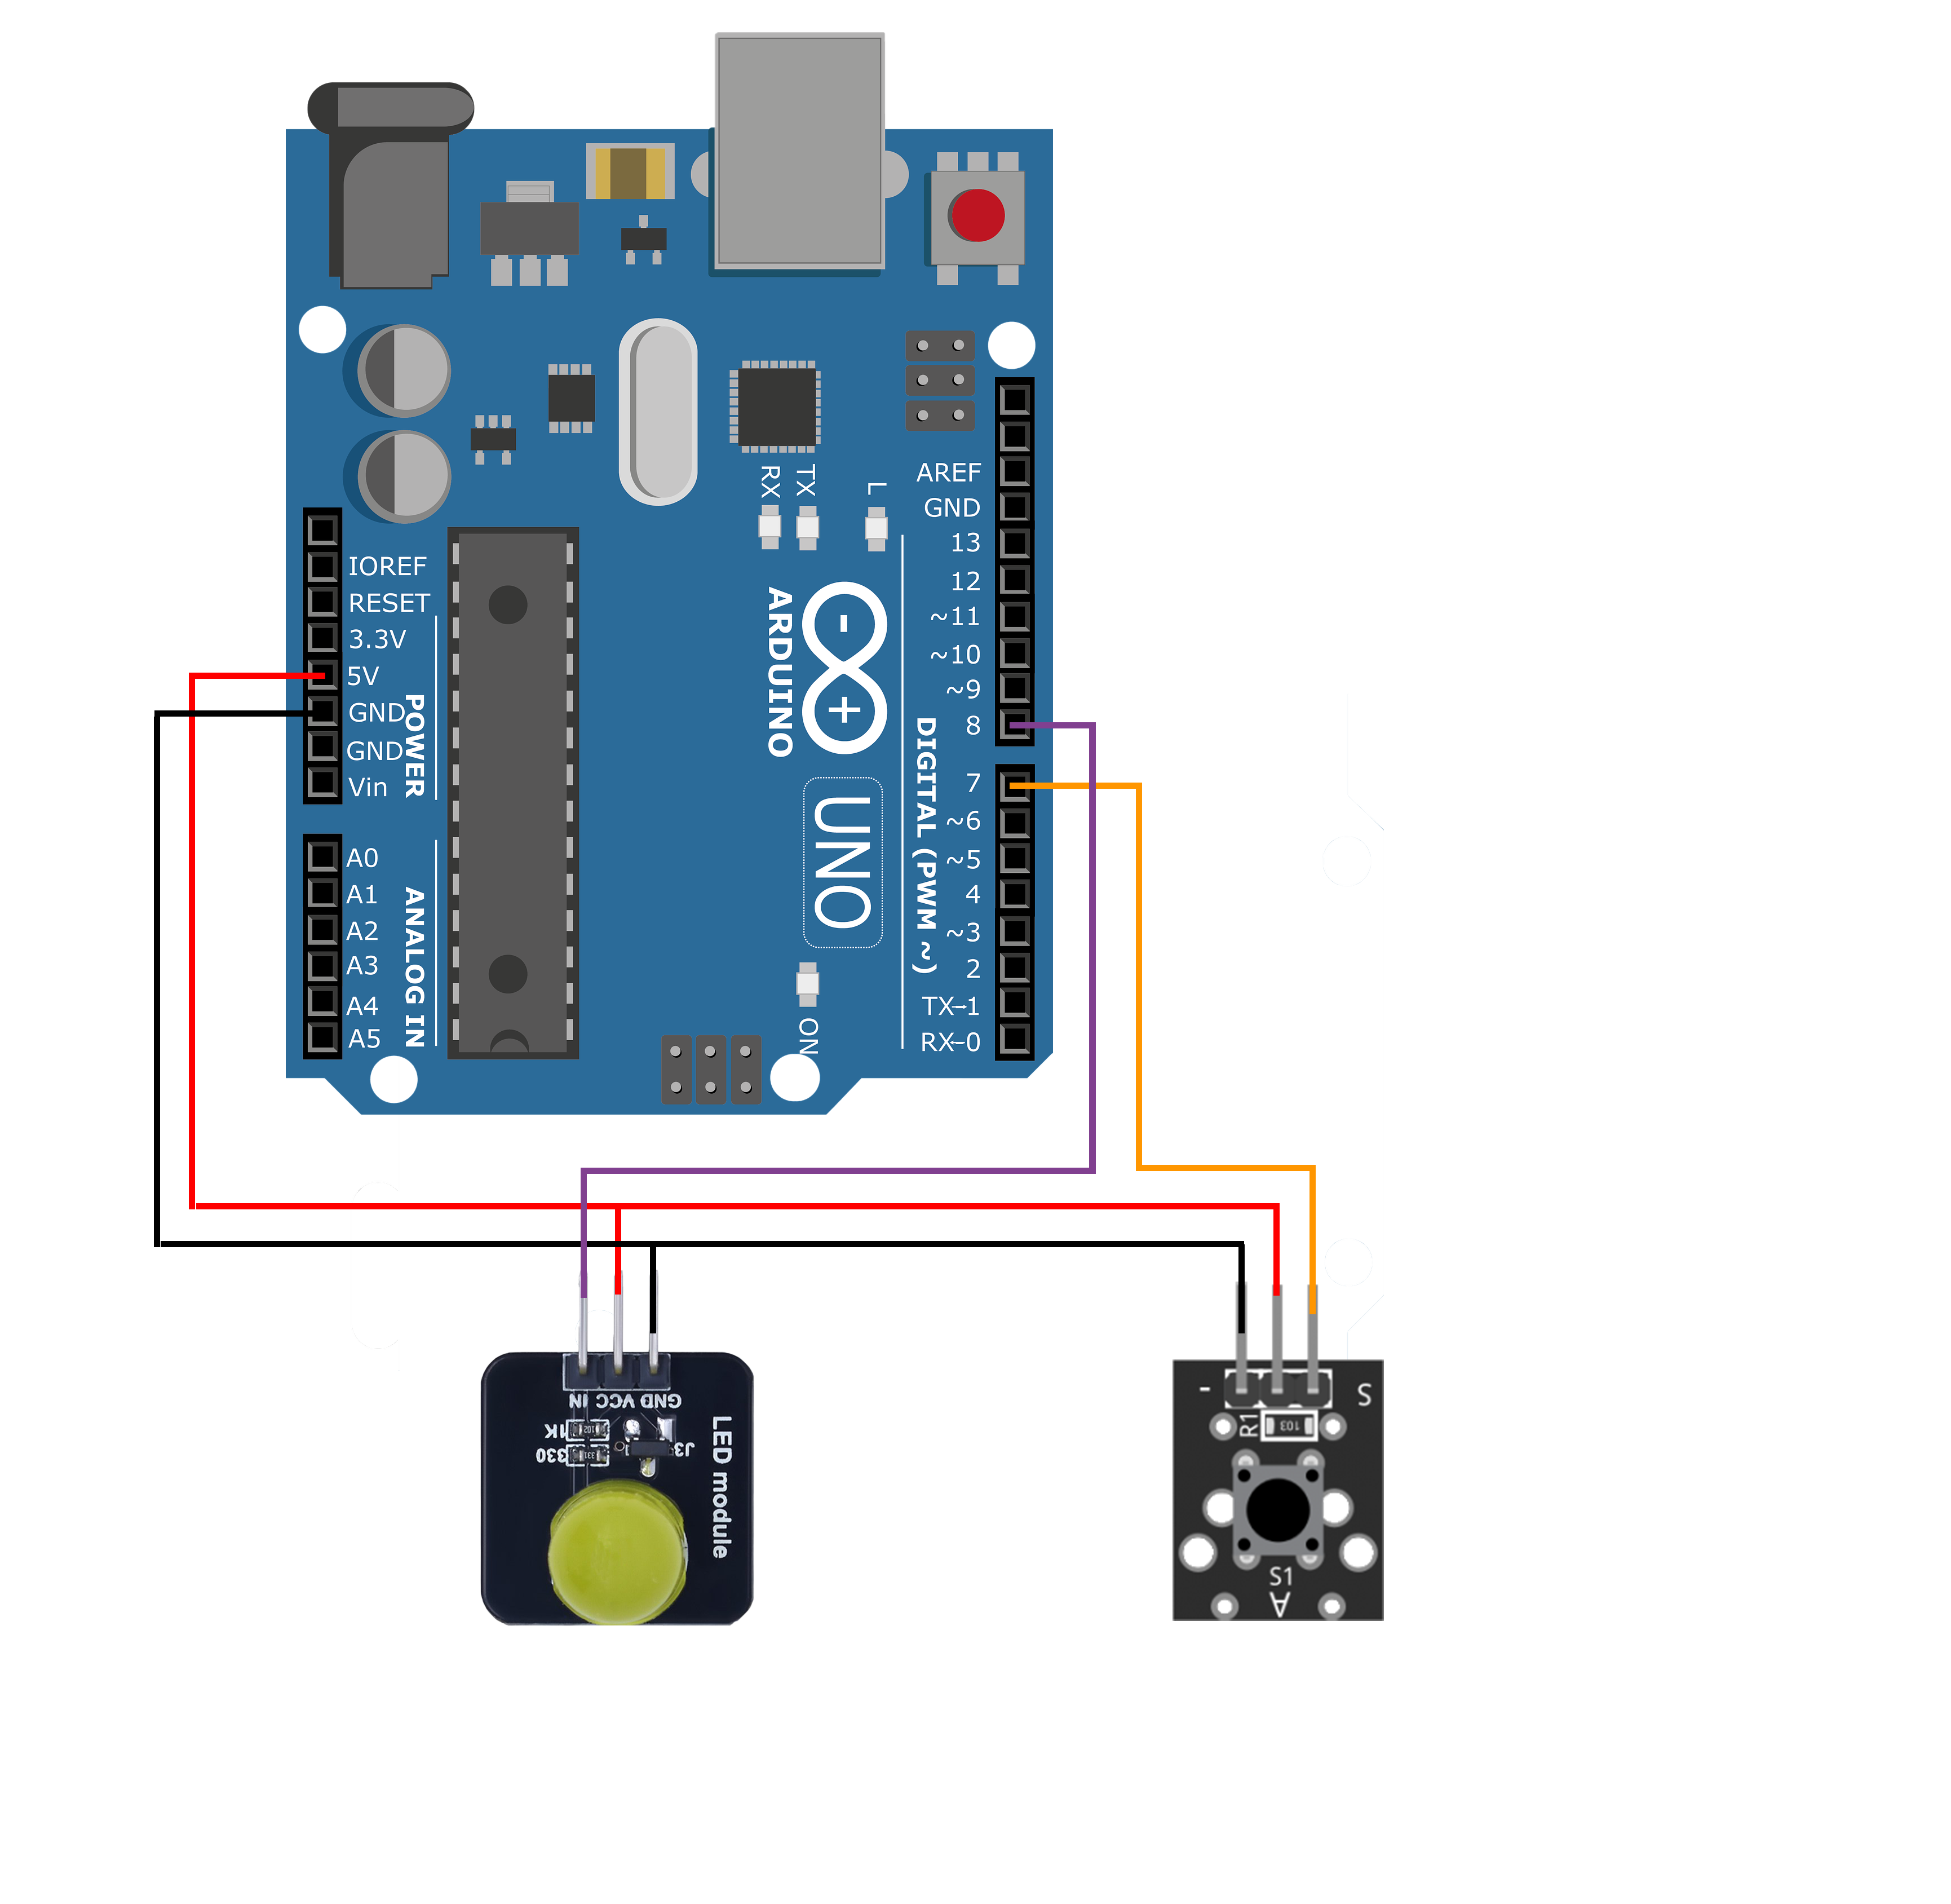 RX
TX
L
AREF
GND
13
12
~11
~10
~9
8
7
~6
~5
4
~3
2
TX→1
RX←0
DIGITAL (PWM ~)
IOREF
RESET
3.3V
5V
GND
GND
Vin
POWER
A0
A1
A2
A3
A4
A5
ANALOG IN
ARDUINO
- +
UNO
ON
IN VCC GND
1K
102
330
331
J3
LED module
- S
R1
103
S1
A